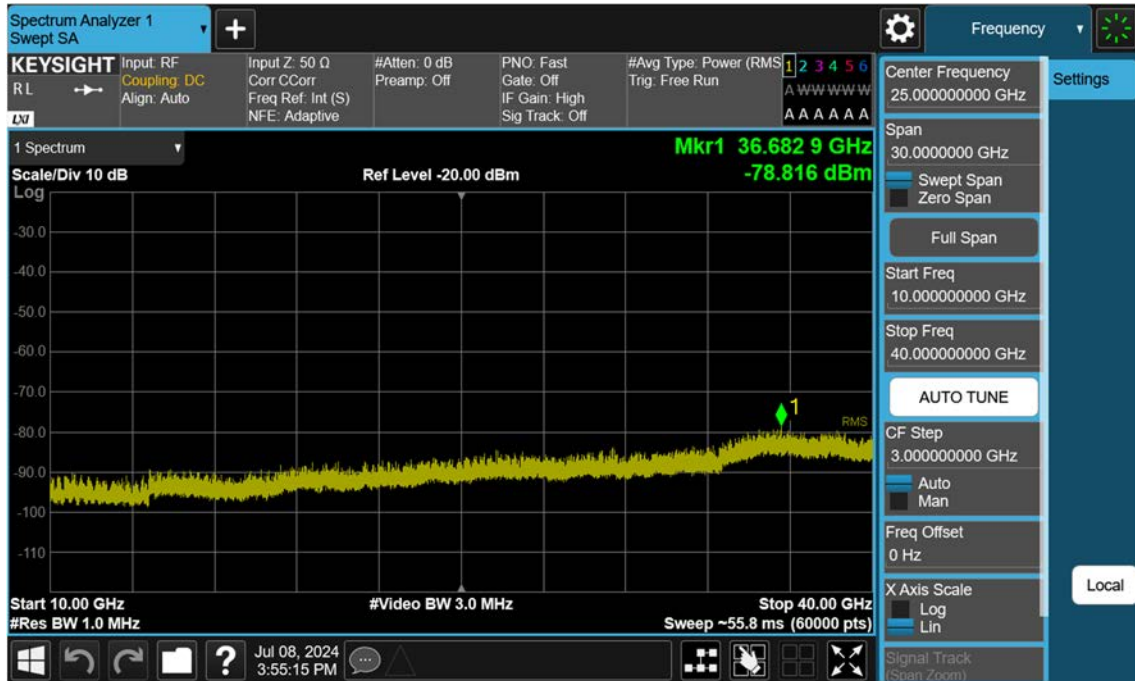 Spectrum Analyzer 1
Swept SA
Frequency
KEYSIGHT
R L
LXI
Input: RF
Coupling: DC
Align: Auto
Input Z: 50 Ω
Corr CCorr
Freq Ref: Int (S)
NFE: Adaptive
#Atten: 0 dB
Preamp: Off
PNO: Fast
Gate: Off
IF Gain: High
Sig Track: Off
#Avg Type: Power (RMS
Trig: Free Run
1 2 3 4 5 6
A W W W W W
A A A A A A
1 Spectrum
Mkr1 36.682 9 GHz
-78.816 dBm
Scale/Div 10 dB
Ref Level -20.00 dBm
Log
-30.0
-40.0
-50.0
-60.0
-70.0
-80.0
-90.0
-100
-110
1
RMS
Start 10.00 GHz
#Video BW 3.0 MHz
Stop 40.00 GHz
#Res BW 1.0 MHz
Sweep ~55.8 ms (60000 pts)
Center Frequency
25.000000000 GHz
Span
30.0000000 GHz
Swept Span
Zero Span
Full Span
Start Freq
10.000000000 GHz
Stop Freq
40.000000000 GHz
AUTO TUNE
CF Step
3.000000000 GHz
Auto
Man
Freq Offset
0 Hz
X Axis Scale
Log
Lin
Signal Track
(Span Zoom)
Settings
Local
?
Jul 08, 2024
3:55:15 PM